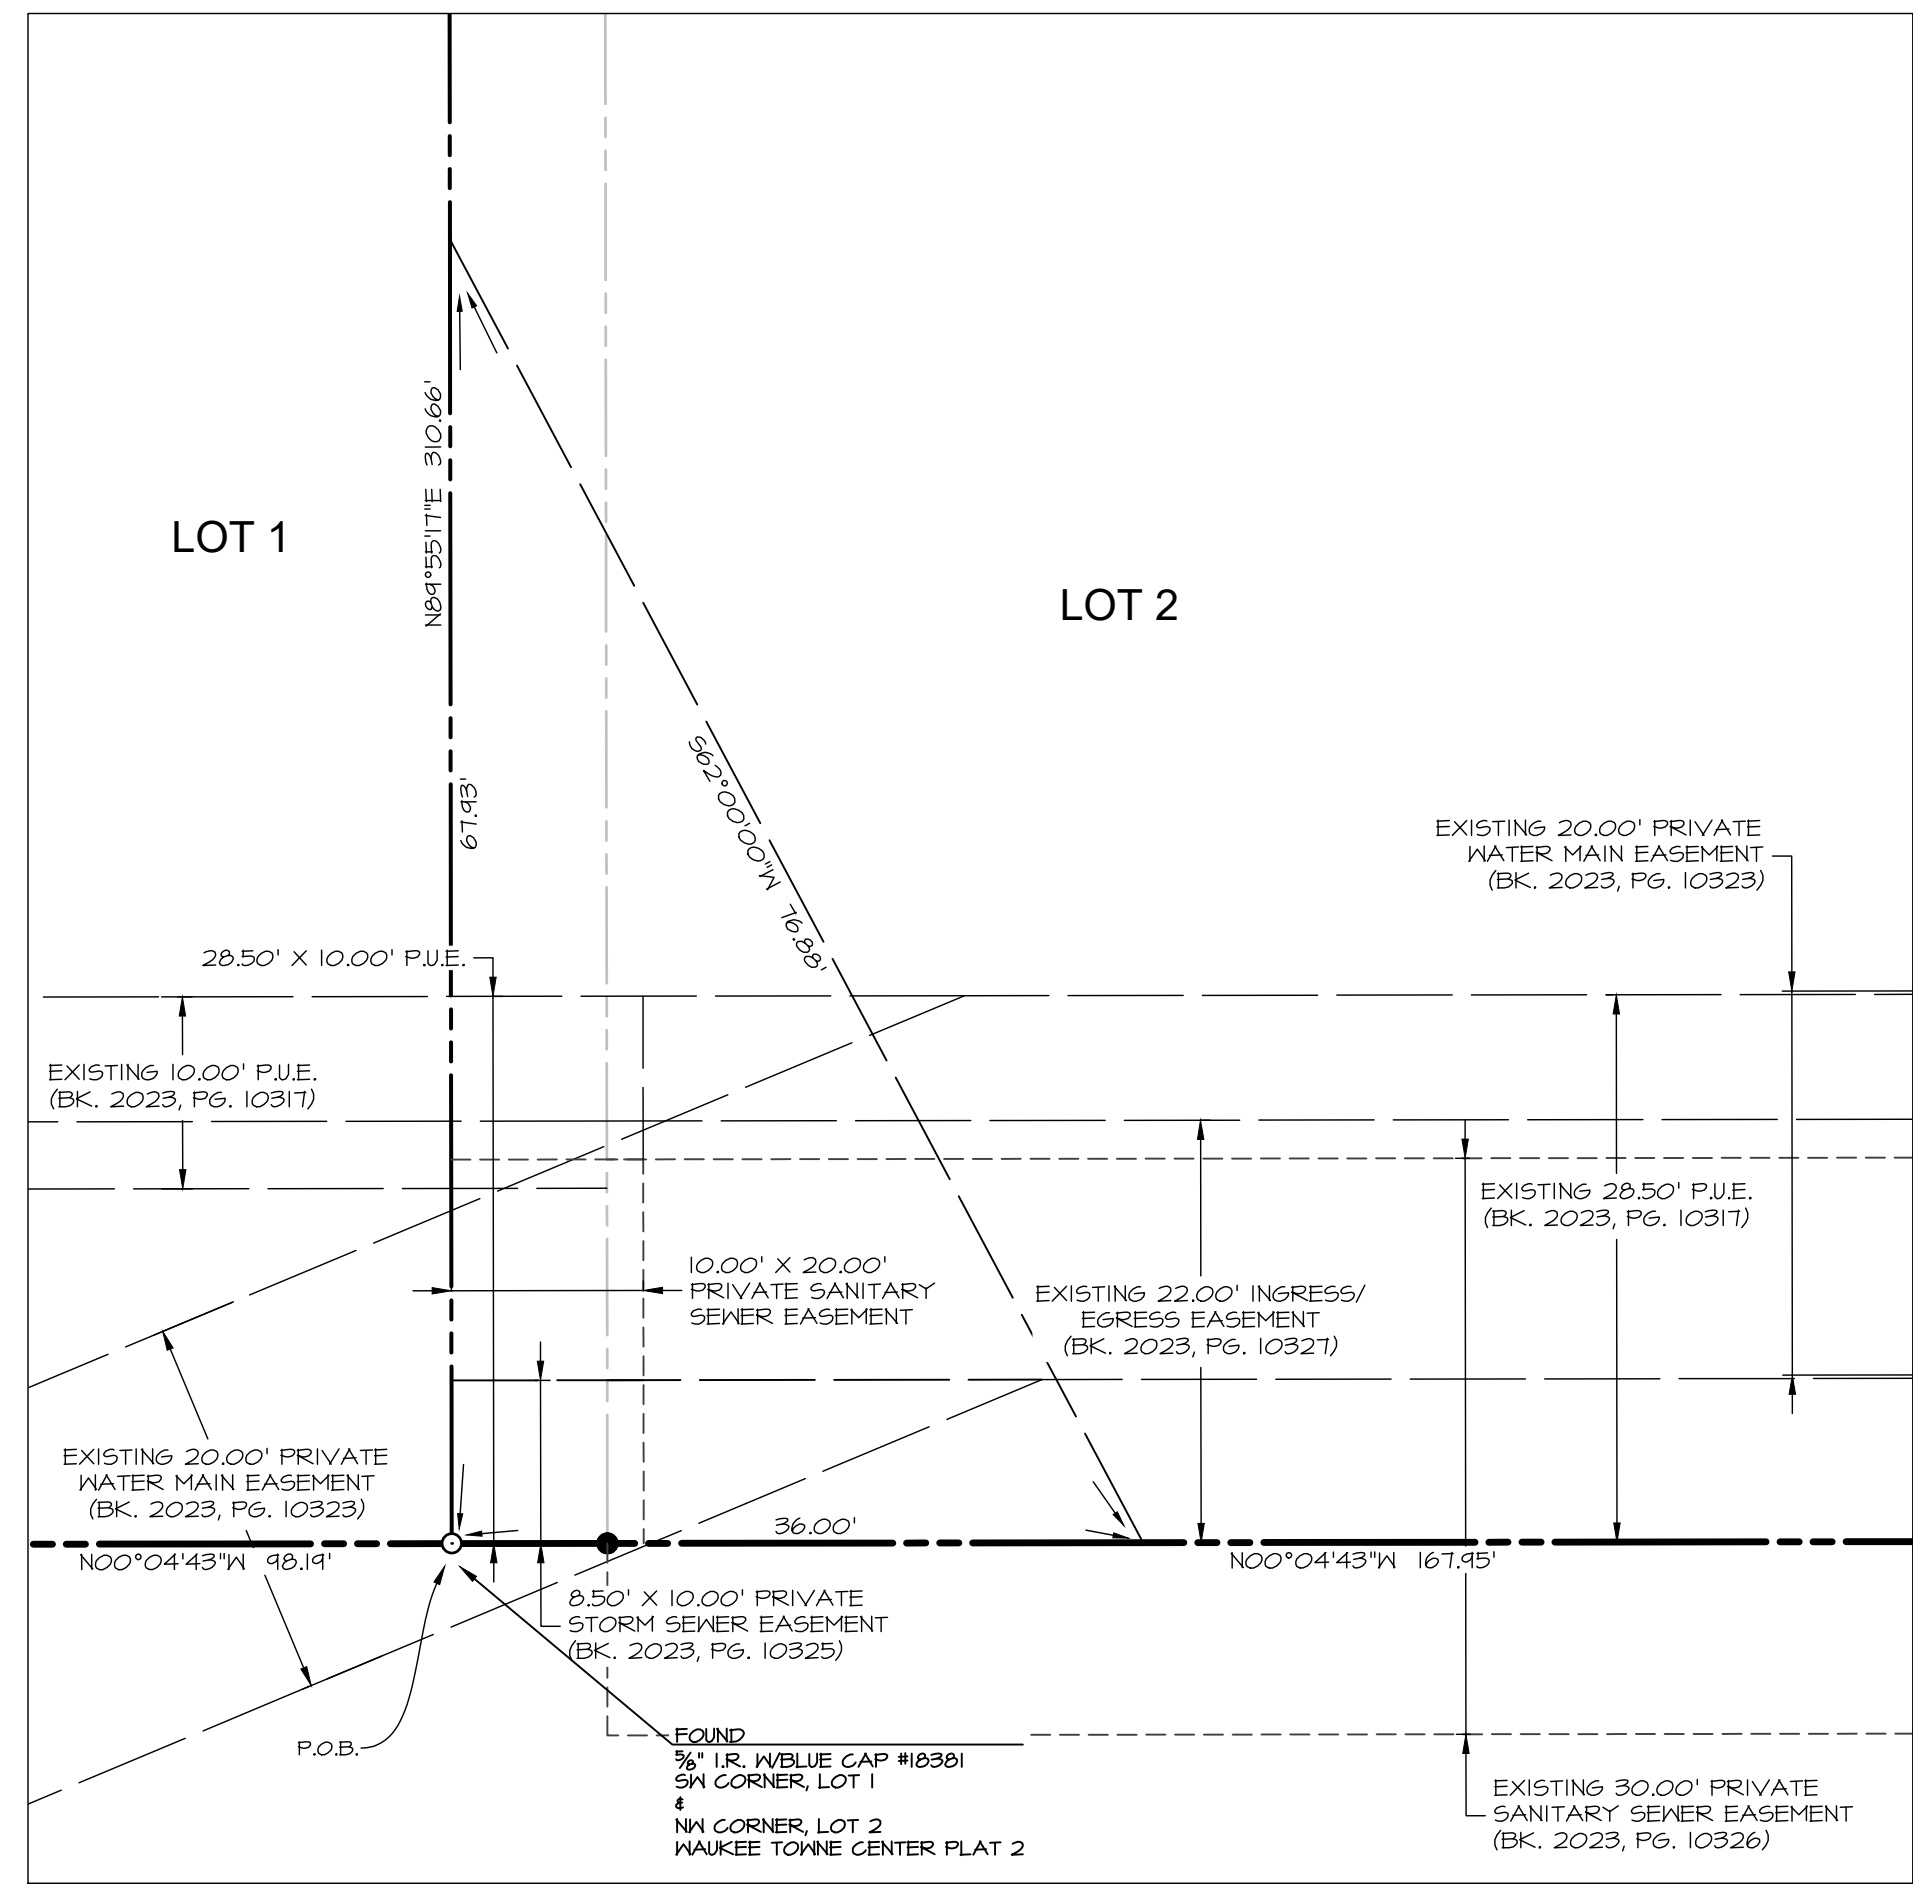 N89°55'17"E 310.66'
LOT 1
LOT 2
67.93'
S62°00'00"W 76.88'
EXISTING 20.00' PRIVATE
WATER MAIN EASEMENT
(BK. 2023, PG. 10323)
28.50' X 10.00' P.U.E.
EXISTING 10.00' P.U.E.
(BK. 2023, PG. 10317)
EXISTING 28.50' P.U.E.
(BK. 2023, PG. 10317)
10.00' X 20.00'
PRIVATE SANITARY
SEWER EASEMENT
EXISTING 22.00' INGRESS/
EGRESS EASEMENT
(BK. 2023, PG. 10327)
EXISTING 20.00' PRIVATE
WATER MAIN EASEMENT
(BK. 2023, PG. 10323)
36.00'
N00°04'43"W 98.19'
N00°04'43"W 167.95'
8.50' X 10.00' PRIVATE
STORM SEWER EASEMENT
(BK. 2023, PG. 10325)
P.O.B.
FOUND
⅝" I.R. W/BLUE CAP #18381
SW CORNER, LOT 1
&
NW CORNER, LOT 2
WAUKEE TOWNE CENTER PLAT 2
EXISTING 30.00' PRIVATE
SANITARY SEWER EASEMENT
(BK. 2023, PG. 10326)